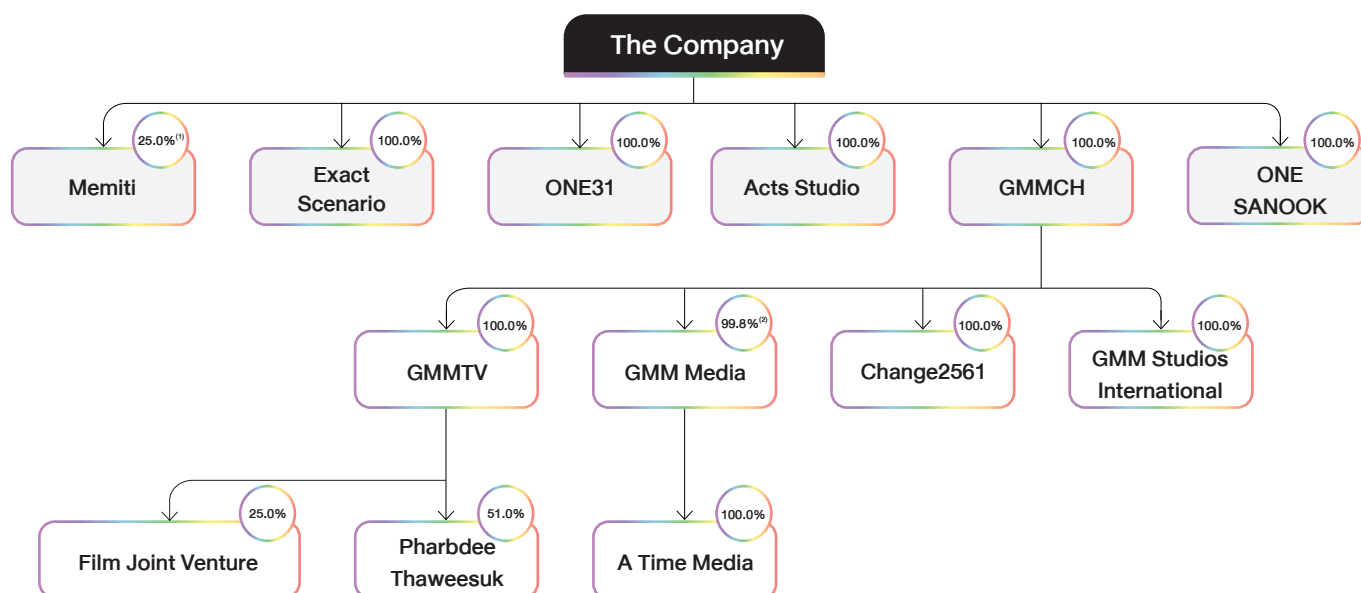 The Company
25.0%(1)
Memiti
100.0%
Exact
Scenario
100.0%
ONE31
100.0%
Acts Studio
100.0%
GMMCH
100.0%
ONE
SANOOK
100.0%
GMMTV
99.8%(2)
GMM Media
100.0%
Change2561
100.0%
GMM Studios
International
25.0%
Film Joint Venture
51.0%
Pharbdee
Thaweesuk
100.0%
A Time Media